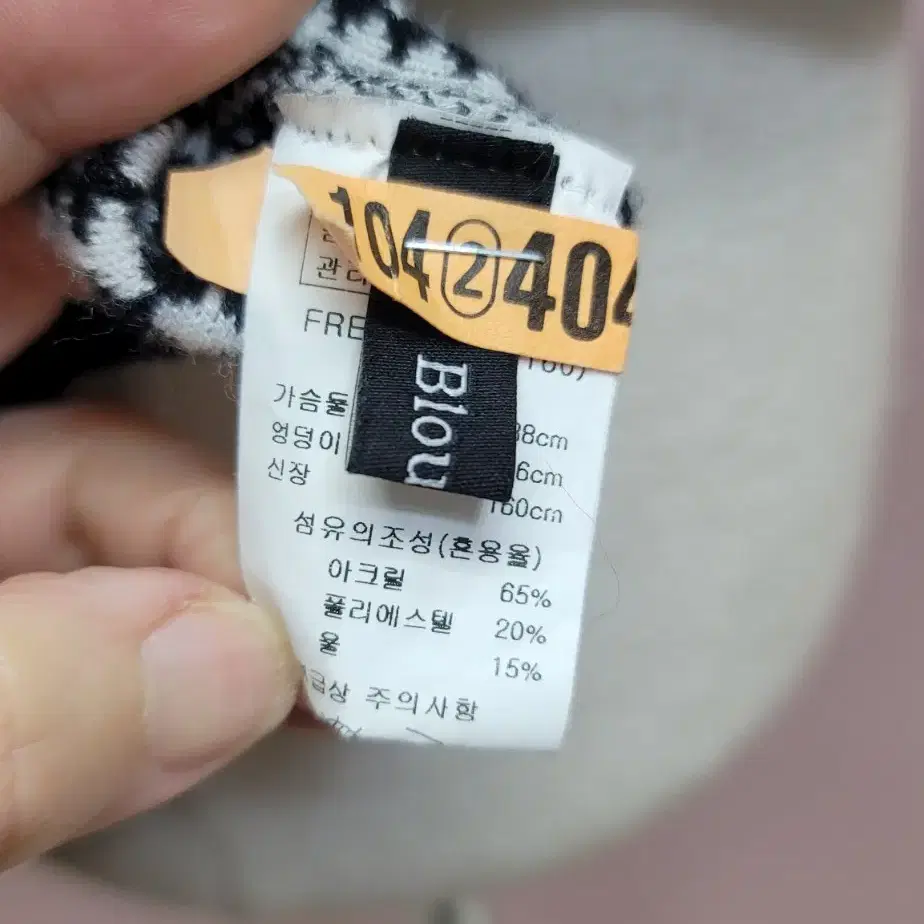 104②404
관리
FRE
160)
가슴둘
88cm
엉덩이
6cm
신장
160cm
Blou
섬유의조성(혼용율)
아크릴 65%
폴리에스텔 20%
울 15%
급상 주의사항